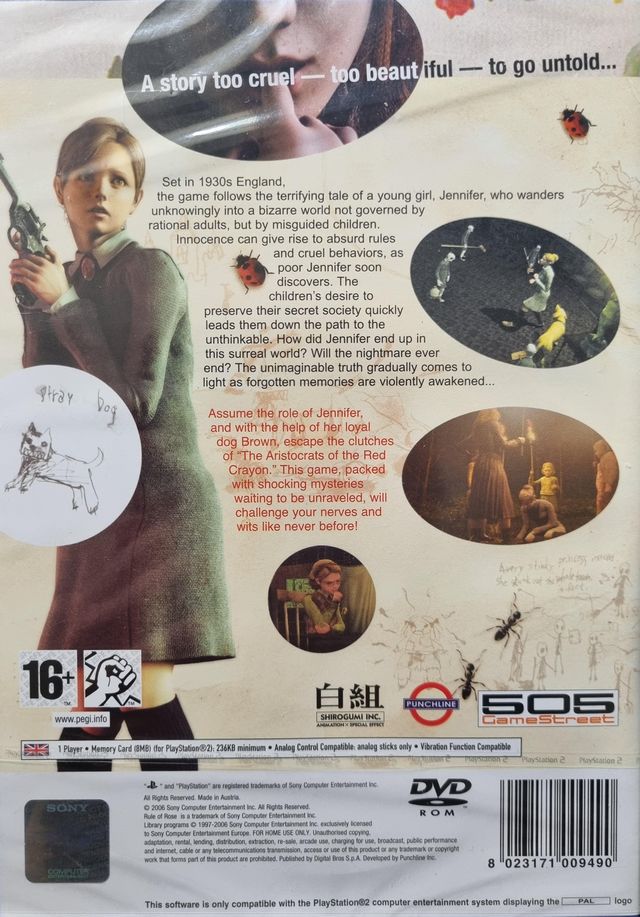 A story too cruel — too beautiful — to go untold...
Set in 1930s England,
the game follows the terrifying tale of a young girl, Jennifer, who wanders
unknowingly into a bizarre world not governed by
rational adults, but by misguided children.
Innocence can give rise to absurd rules
and cruel behaviors, as
poor Jennifer soon
discovers. The
children's desire to
preserve their secret society quickly
leads them down the path to the
unthinkable. How did Jennifer end up in
this surreal world? Will the nightmare ever
end? The unimaginable truth gradually comes to
light as forgotten memories are violently awakened...
stray dog
Assume the role of Jennifer,
and with the help of her loyal
dog Brown, escape the clutches
of "The Aristocrats of the Red
Crayon." This game, packed
with shocking mysteries
waiting to be unraveled, will
challenge your nerves and
wits like never before!
16+
www.pegi.info
白組
SHIROGUMI INC.
ANIMATION × SPECIAL EFFECT
PUNCHLINE
505
GameStreet
1 Player • Memory Card (8MB) (for PlayStation®2): 236KB minimum • Analog Control Compatible: analog sticks only • Vibration Function Compatible
PlayStation 2 PlayStation 2 PlayStation 2
" " and "PlayStation" are registered trademarks of Sony Computer Entertainment Inc.
All Rights Reserved. Made in Austria.
© 2006 Sony Computer Entertainment Inc. All Rights Reserved.
Rule of Rose is a trademark of Sony Computer Entertainment Inc.
Library programs © 1997-2006 Sony Computer Entertainment Inc. exclusively licensed
to Sony Computer Entertainment Europe. FOR HOME USE ONLY. Unauthorised copying,
adaptation, rental, lending, distribution, extraction, re-sale, arcade use, charging for use, broadcast, public performance
and internet, cable or any telecommunications transmission, access or use of this product or any trademark or copyright
work that forms part of this product are prohibited. Published by Digital Bros S.p.A. Developed by Punchline Inc.
SONY
COMPUTER
ENTERTAINMENT
DVD
ROM
8 023171 009490
This software is only compatible with the PlayStation®2 computer entertainment system displaying the PAL logo